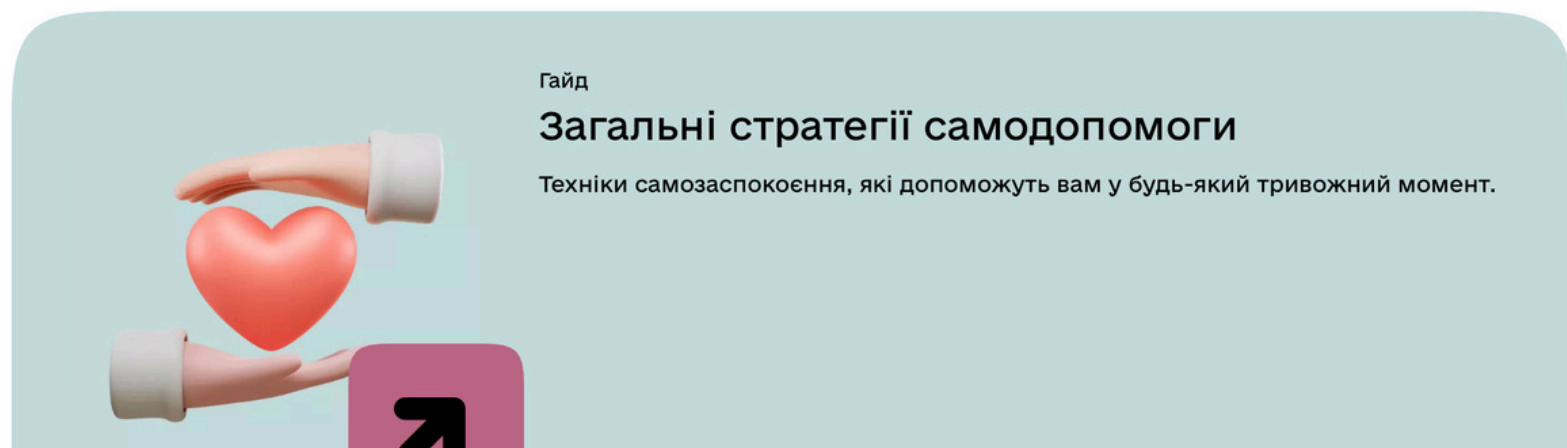 Гайд
Загальні стратегії самодопомоги
Техніки самозаспокоєння, які допоможуть вам у будь-який тривожний момент.